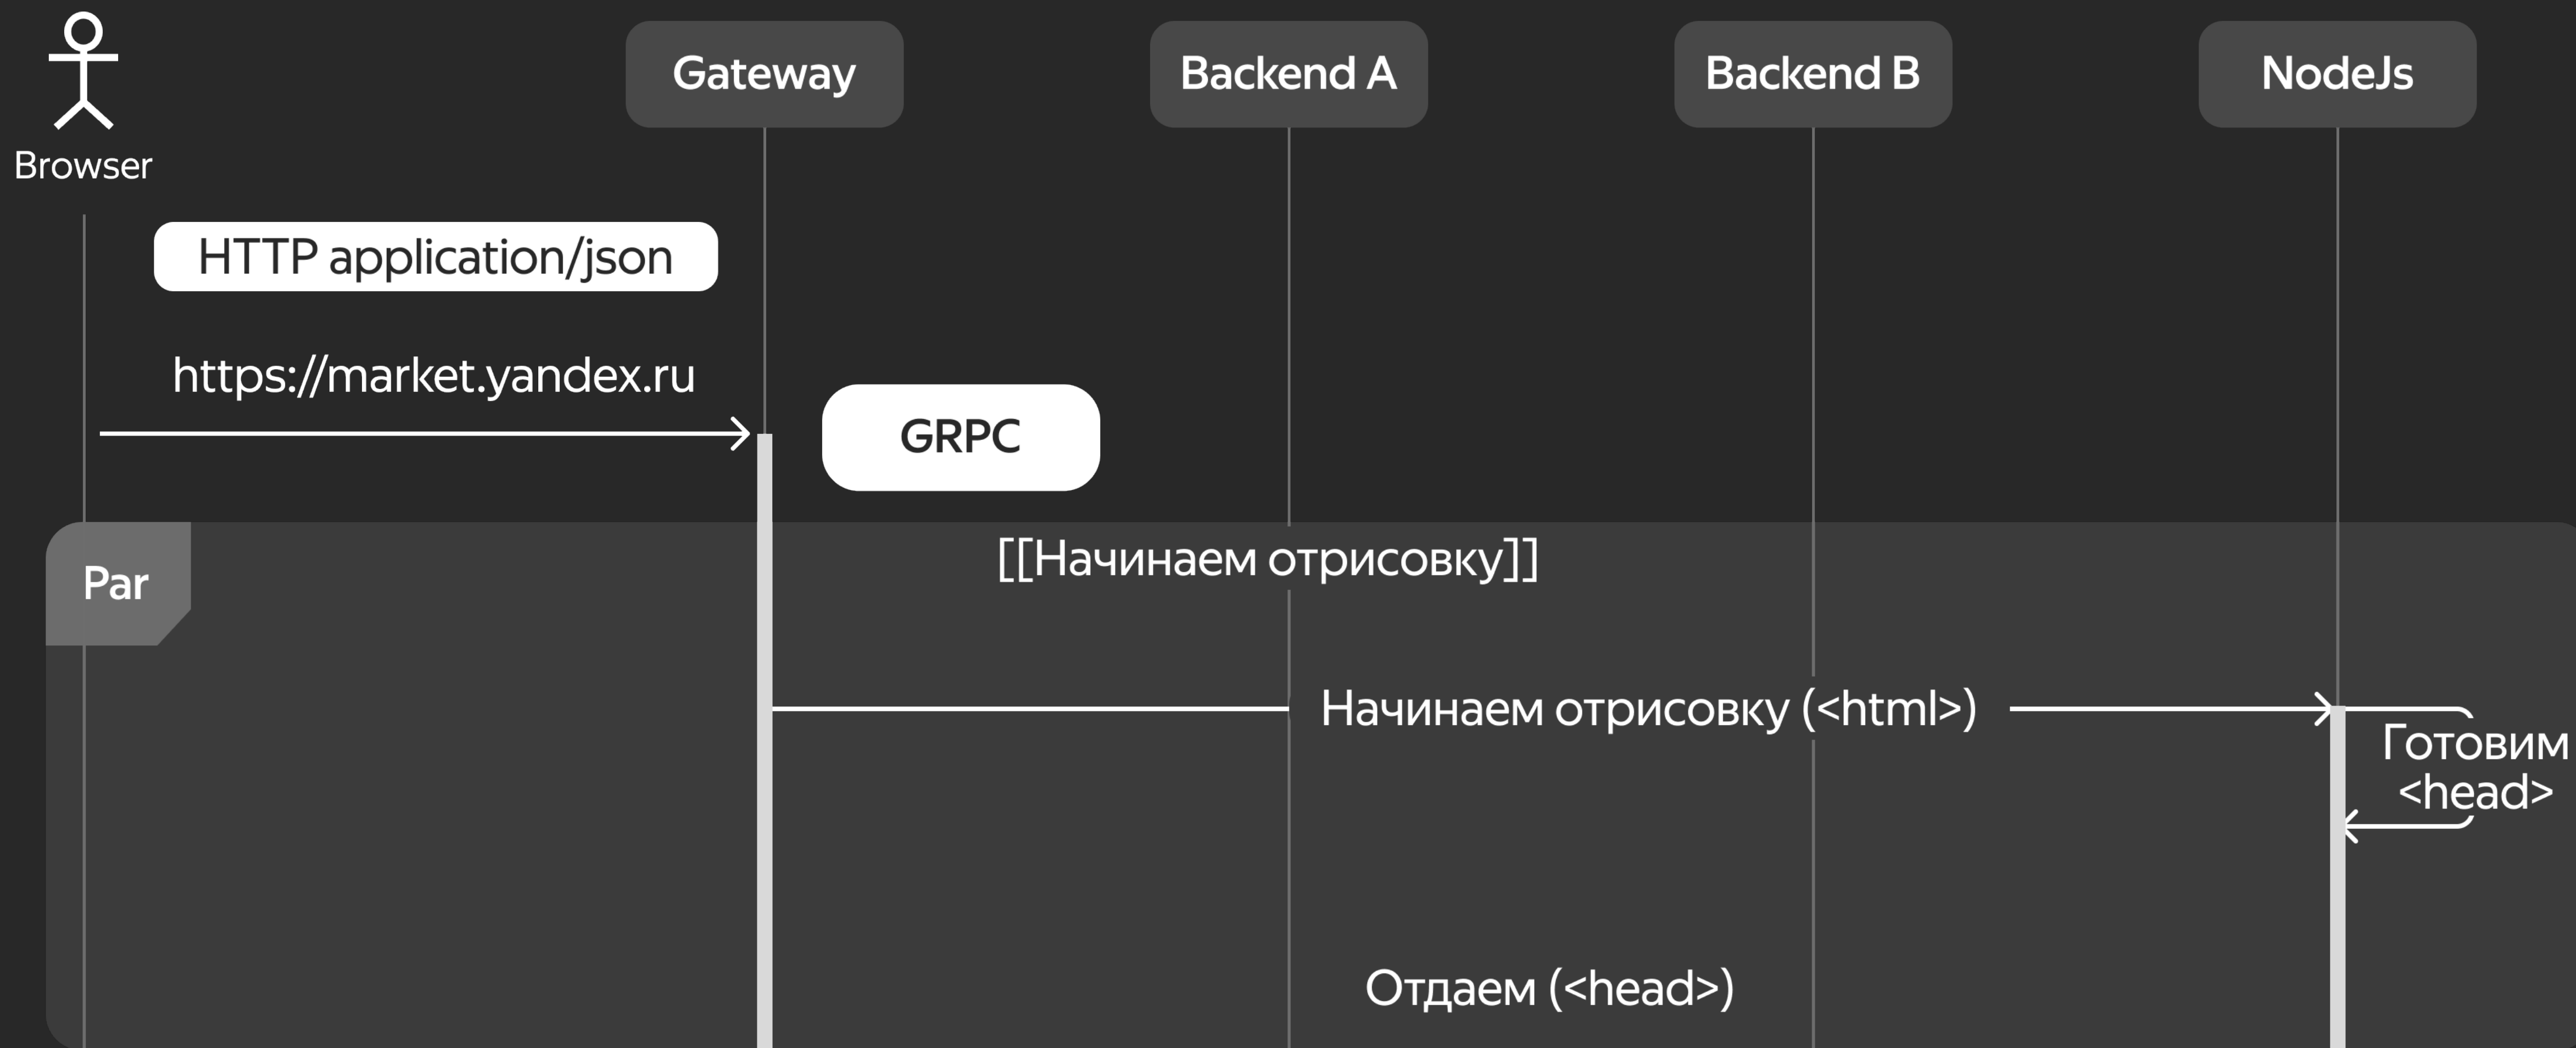 Browser
Gateway
Backend A
Backend B
NodeJs
HTTP application/json
https://market.yandex.ru
GRPC
Par
[[Начинаем отрисовку]]
Начинаем отрисовку (<html>)
Готовим
<head>
Отдаем (<head>)